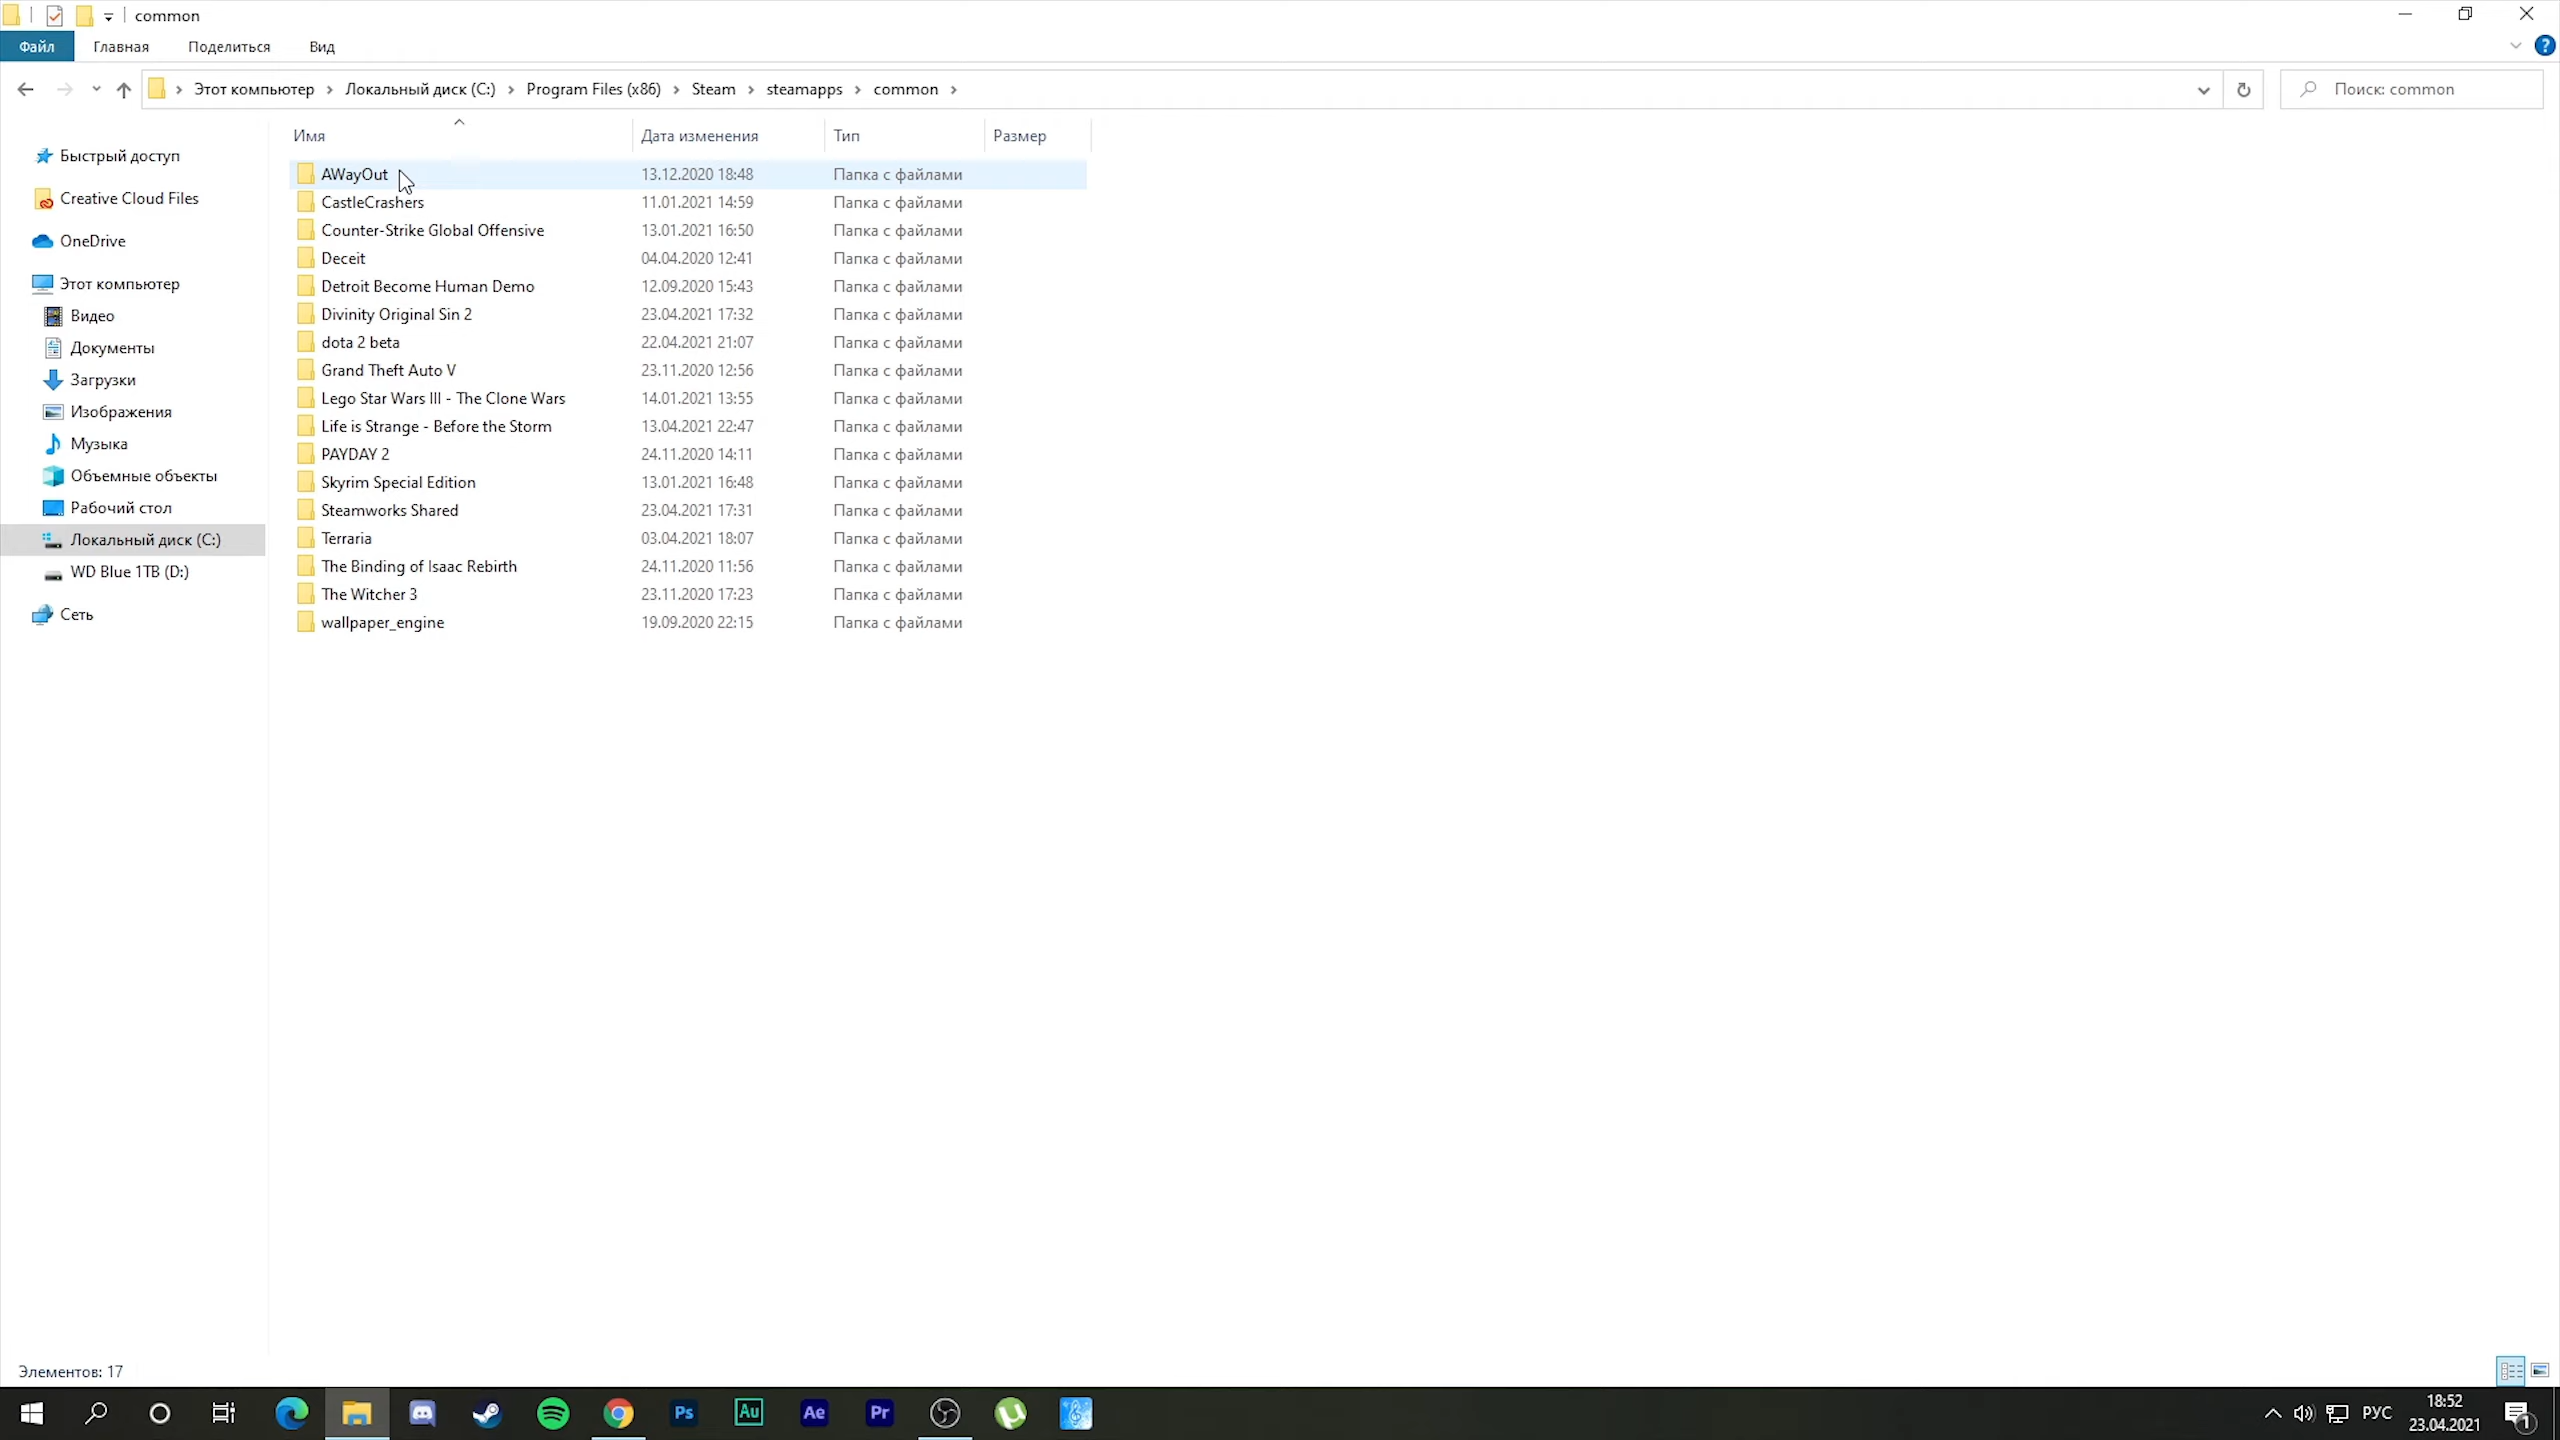 common
Файл Главная Поделиться Вид
Этот компьютер Локальный диск (C:) Program Files (x86) Steam steamapps common
Поиск: common
Имя Дата изменения Тип Размер
Быстрый доступ
Creative Cloud Files
OneDrive
Этот компьютер
Видео
Документы
Загрузки
Изображения
Музыка
Объемные объекты
Рабочий стол
Локальный диск (C:)
WD Blue 1TB (D:)
Сеть
AWayOut 13.12.2020 18:48 Папка с файлами
CastleCrashers 11.01.2021 14:59 Папка с файлами
Counter-Strike Global Offensive 13.01.2021 16:50 Папка с файлами
Deceit 04.04.2020 12:41 Папка с файлами
Detroit Become Human Demo 12.09.2020 15:43 Папка с файлами
Divinity Original Sin 2 23.04.2021 17:32 Папка с файлами
dota 2 beta 22.04.2021 21:07 Папка с файлами
Grand Theft Auto V 23.11.2020 12:56 Папка с файлами
Lego Star Wars III - The Clone Wars 14.01.2021 13:55 Папка с файлами
Life is Strange - Before the Storm 13.04.2021 22:47 Папка с файлами
PAYDAY 2 24.11.2020 14:11 Папка с файлами
Skyrim Special Edition 13.01.2021 16:48 Папка с файлами
Steamworks Shared 23.04.2021 17:31 Папка с файлами
Terraria 03.04.2021 18:07 Папка с файлами
The Binding of Isaac Rebirth 24.11.2020 11:56 Папка с файлами
The Witcher 3 23.11.2020 17:23 Папка с файлами
wallpaper_engine 19.09.2020 22:15 Папка с файлами
Элементов: 17
Ps Au Ae Pr
РУС
18:52
23.04.2021
1